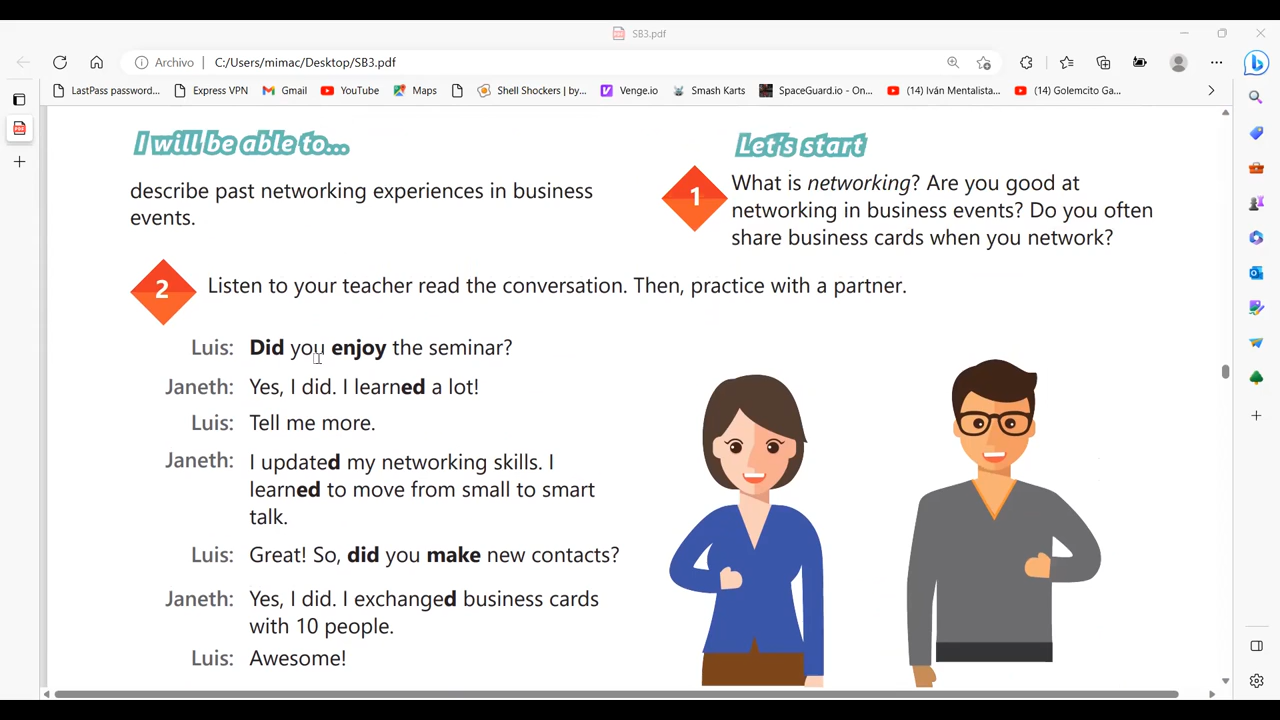 SB3.pdf
Archivo
C:/Users/mimac/Desktop/SB3.pdf
LastPass password...
Express VPN
Gmail
YouTube
Maps
Shell Shockers | by...
Venge.io
Smash Karts
SpaceGuard.io - On...
(14) Iván Mentalista...
(14) Golemcito Ga...
I will be able to...
describe past networking experiences in business
events.
Let's start
1
What is networking? Are you good at
networking in business events? Do you often
share business cards when you network?
2
Listen to your teacher read the conversation. Then, practice with a partner.
Luis: Did you enjoy the seminar?
Janeth: Yes, I did. I learned a lot!
Luis: Tell me more.
Janeth: I updated my networking skills. I
learned to move from small to smart
talk.
Luis: Great! So, did you make new contacts?
Janeth: Yes, I did. I exchanged business cards
with 10 people.
Luis: Awesome!